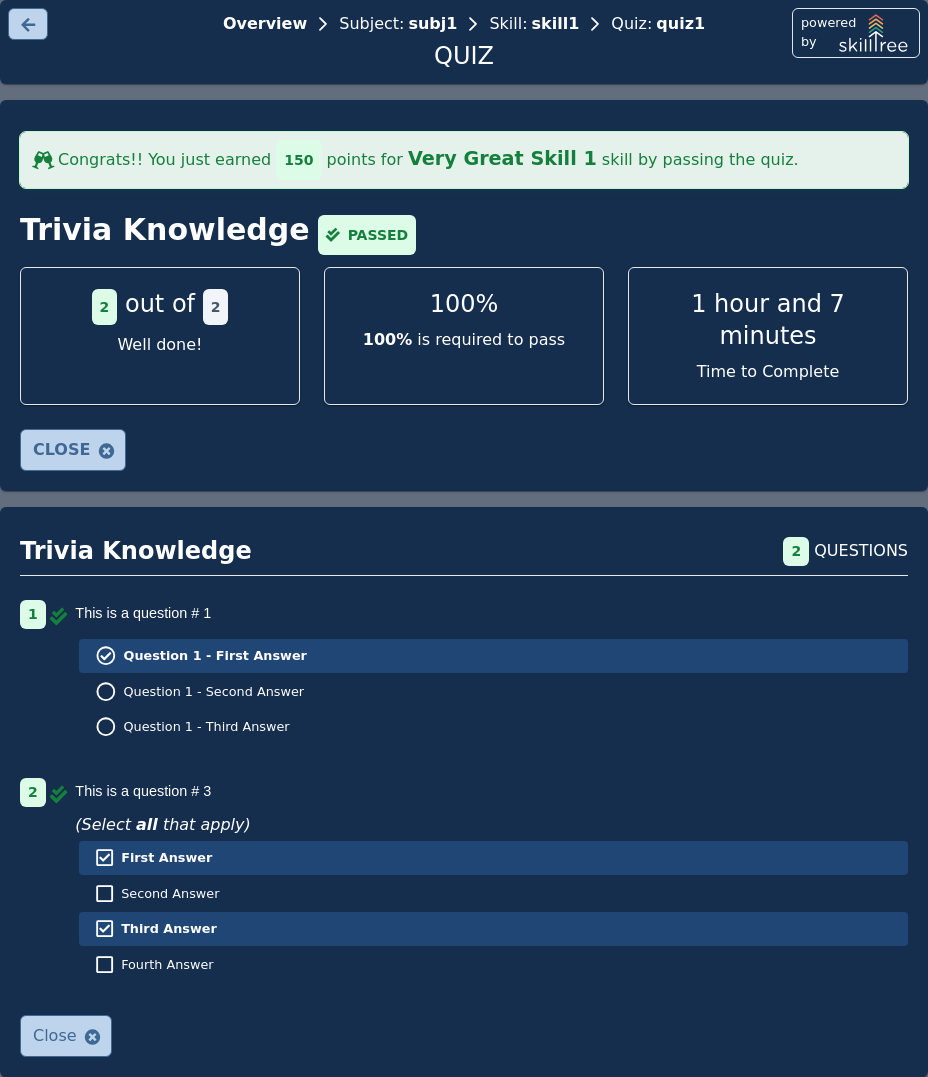 Overview > Subject: subj1 > Skill: skill1 > Quiz: quiz1
QUIZ
powered
by skilltree
Congrats!! You just earned 150 points for Very Great Skill 1 skill by passing the quiz.
Trivia Knowledge PASSED
2 out of 2
Well done!
100%
100% is required to pass
1 hour and 7
minutes
Time to Complete
CLOSE
Trivia Knowledge
2 QUESTIONS
1 This is a question # 1
Question 1 - First Answer
Question 1 - Second Answer
Question 1 - Third Answer
2 This is a question # 3
(Select all that apply)
First Answer
Second Answer
Third Answer
Fourth Answer
Close